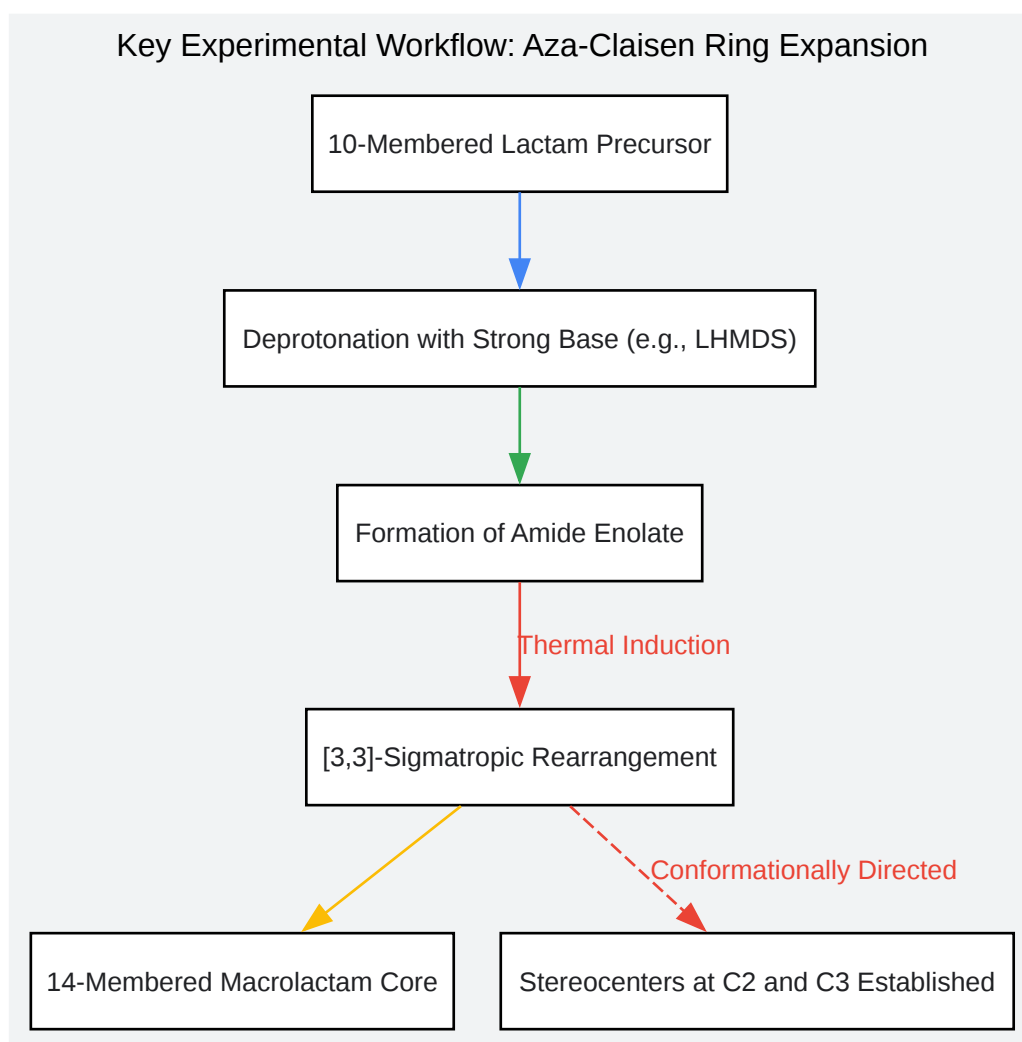 Key Experimental Workflow: Aza-Claisen Ring Expansion
10-Membered Lactam Precursor
Deprotonation with Strong Base (e.g., LHMDS)
Formation of Amide Enolate
Thermal Induction
[3,3]-Sigmatropic Rearrangement
Conformationally Directed
14-Membered Macrolactam Core
Stereocenters at C2 and C3 Established